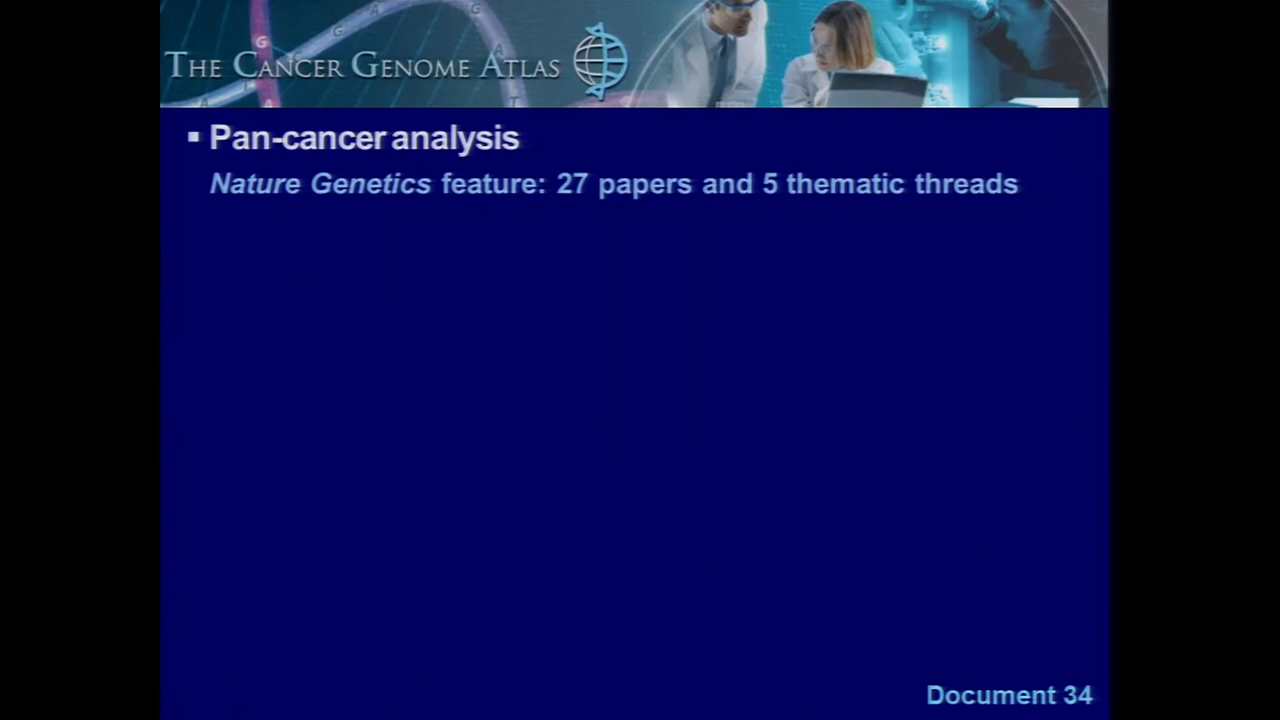 THE CANCER GENOME ATLAS
▪ Pan-cancer analysis
Nature Genetics feature: 27 papers and 5 thematic threads
Document 34